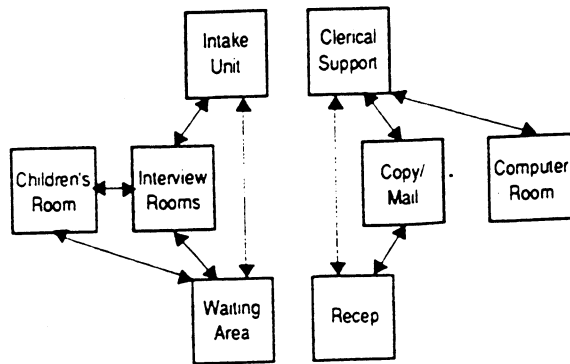 Intake
Unit
Clerical
Support
Children's
Room
Interview
Rooms
Copy/
Mail
Computer
Room
Waiting
Area
Recep